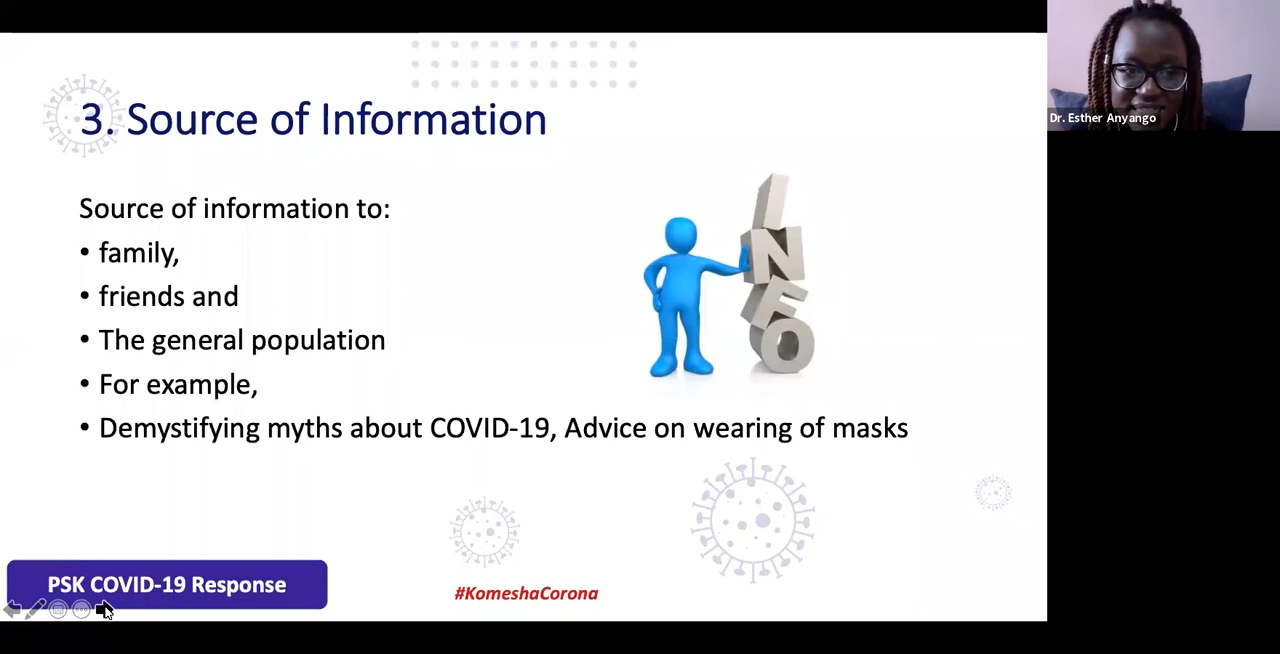 3. Source of Information
Source of information to:
• family,
• friends and
• The general population
• For example,
• Demystifying myths about COVID-19, Advice on wearing of masks
INFO
PSK COVID-19 Response
#KomeshaCorona
Dr. Esther Anyango